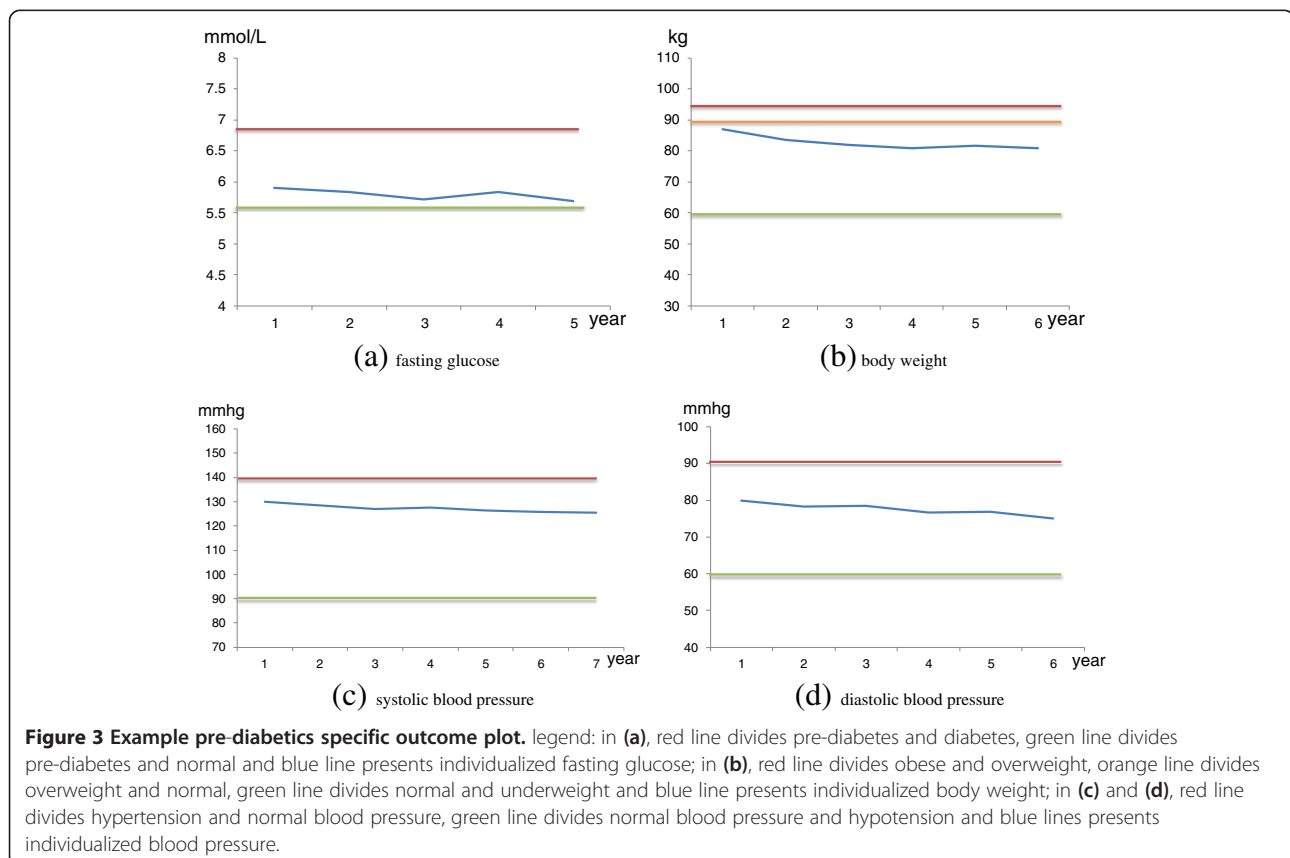 mmol/L
8
7.5
7
6.5
6
5.5
5
4.5
4
1 2 3 4 5 year
(a) fasting glucose
kg
110
100
90
80
70
60
50
40
30
1 2 3 4 5 6 year
(b) body weight
mmhg
160
150
140
130
120
110
100
90
80
70
1 2 3 4 5 6 7 year
(c) systolic blood pressure
mmhg
100
90
80
70
60
50
40
1 2 3 4 5 6 year
(d) diastolic blood pressure
Figure 3 Example pre-diabetics specific outcome plot. legend: in (a), red line divides pre-diabetes and diabetes, green line divides
pre-diabetes and normal and blue line presents individualized fasting glucose; in (b), red line divides obese and overweight, orange line divides
overweight and normal, green line divides normal and underweight and blue line presents individualized body weight; in (c) and (d), red line
divides hypertension and normal blood pressure, green line divides normal blood pressure and hypotension and blue lines presents
individualized blood pressure.